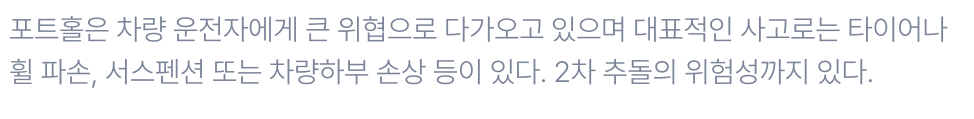 포트홀은 차량 운전자에게 큰 위협으로 다가오고 있으며 대표적인 사고로는 타이어나
휠 파손, 서스펜션 또는 차량하부 손상 등이 있다. 2차 추돌의 위험성까지 있다.